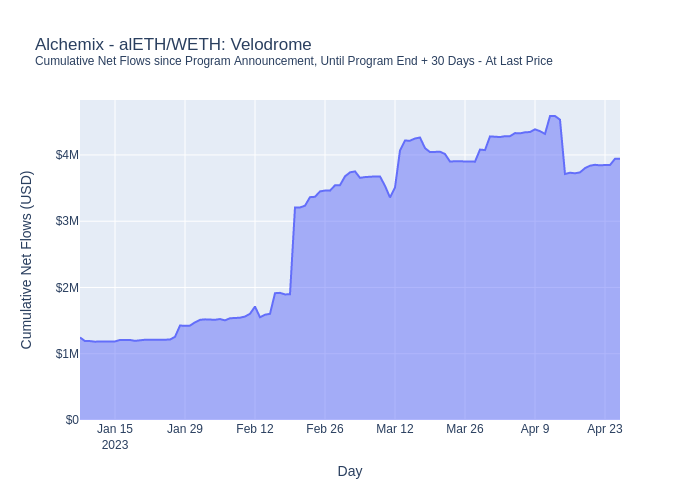 Alchemix - alETH/WETH: Velodrome
Cumulative Net Flows since Program Announcement, Until Program End + 30 Days - At Last Price
Cumulative Net Flows (USD)
$4M
$3M
$2M
$1M
$0
Jan 15 Jan 29 Feb 12 Feb 26 Mar 12 Mar 26 Apr 9 Apr 23
2023
Day